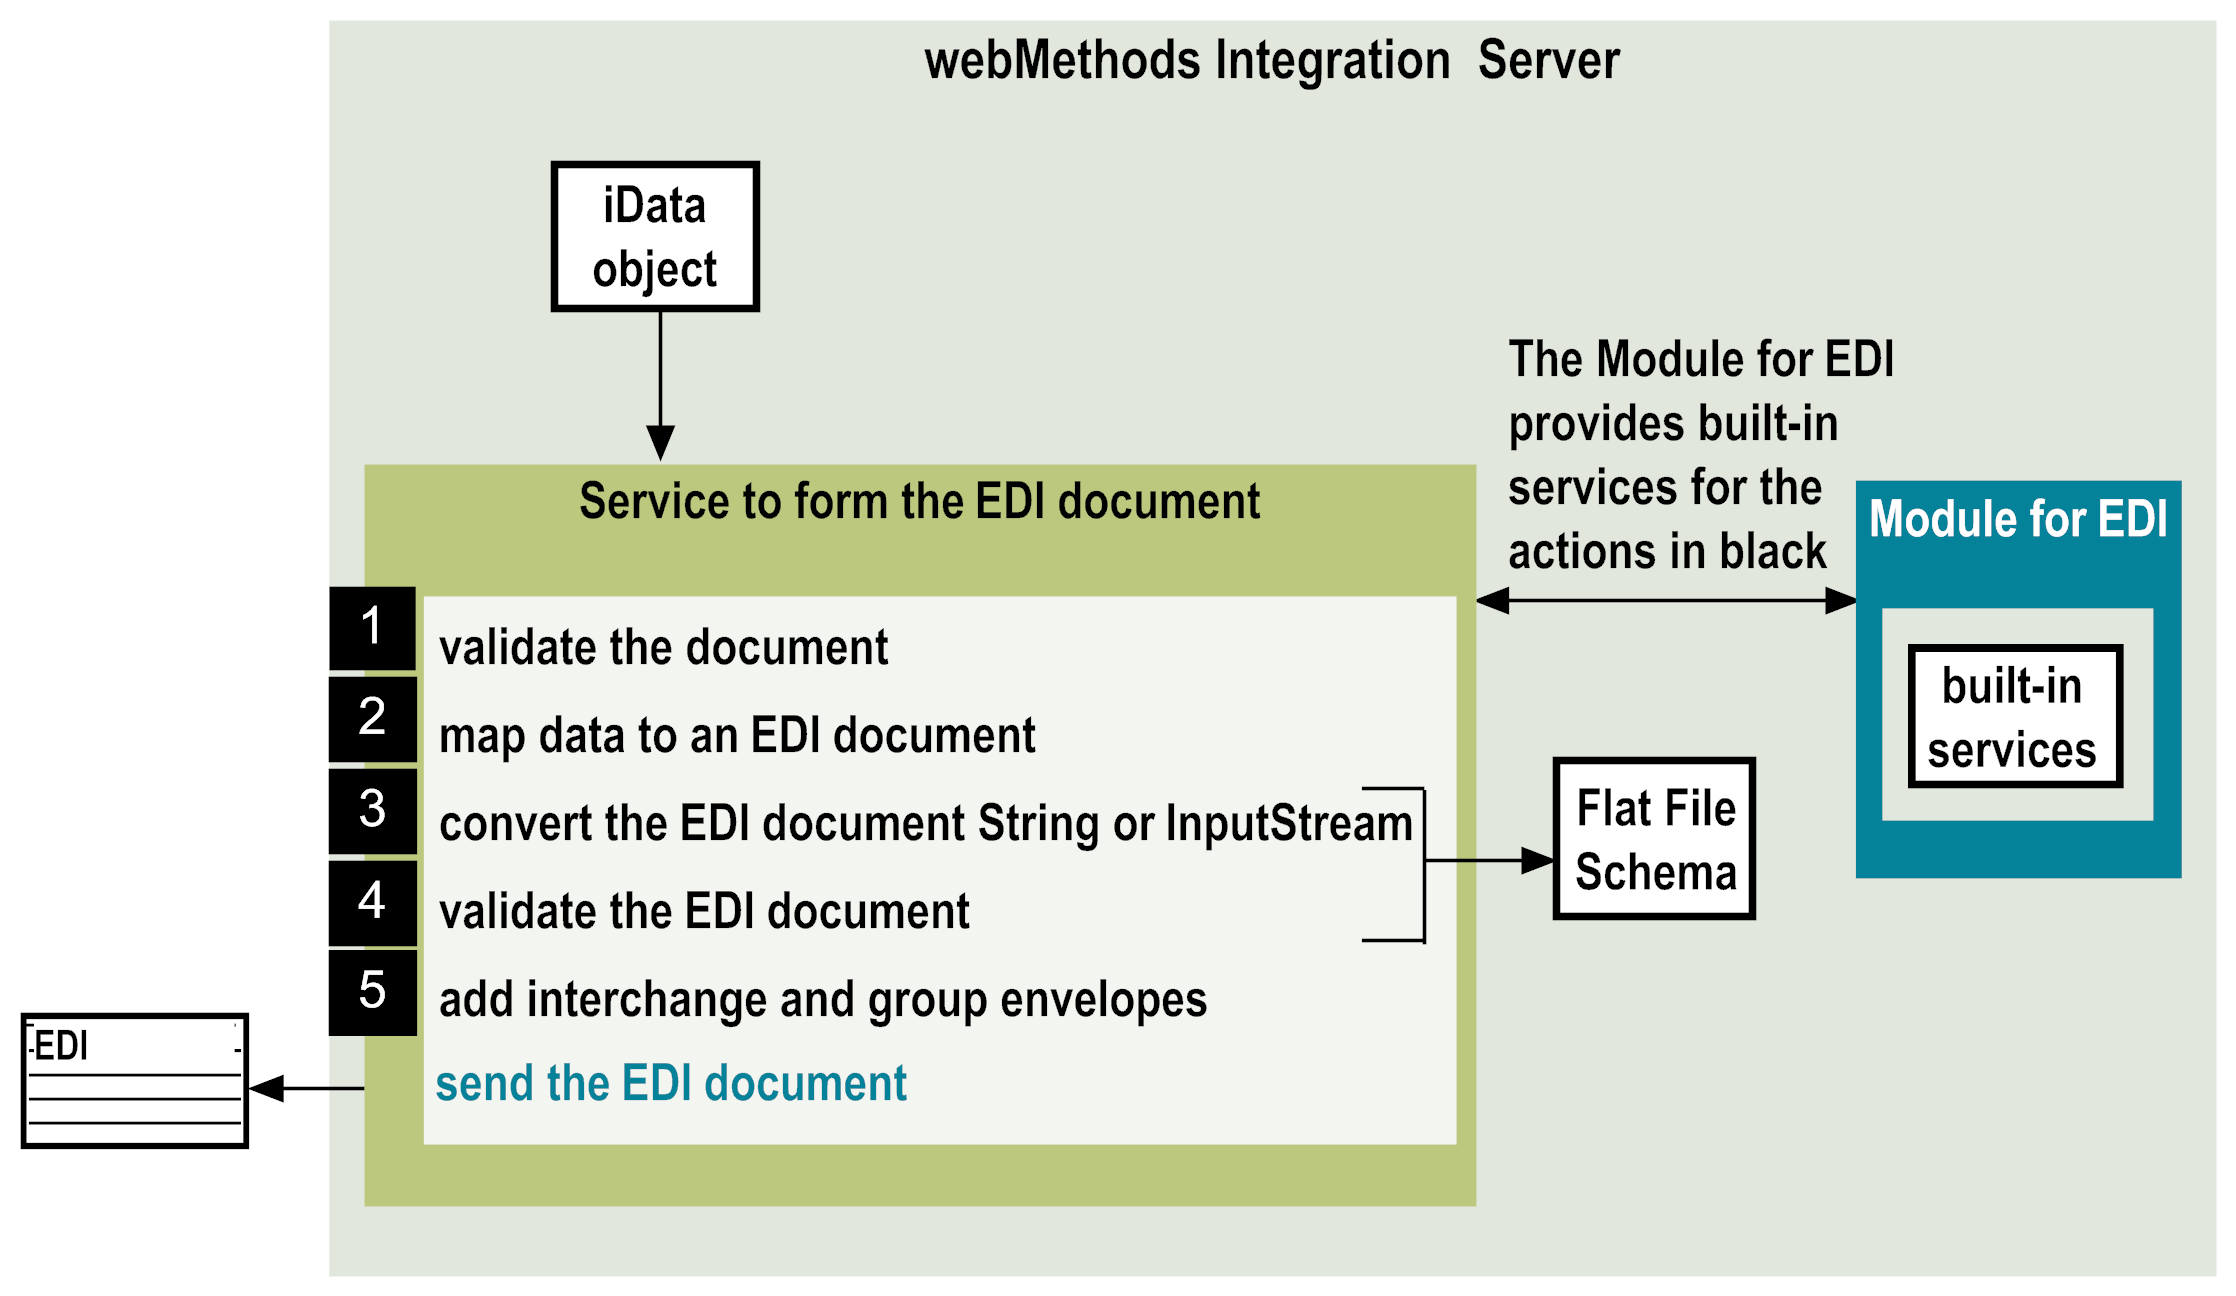 webMethods Integration Server
iData
object
The Module for EDI
provides built-in
services for the
actions in black
Service to form the EDI document
Module for EDI
1
validate the document
2
map data to an EDI document
built-in
services
3
convert the EDI document String or InputStream
Flat File
Schema
4
validate the EDI document
5
add interchange and group envelopes
EDI
send the EDI document